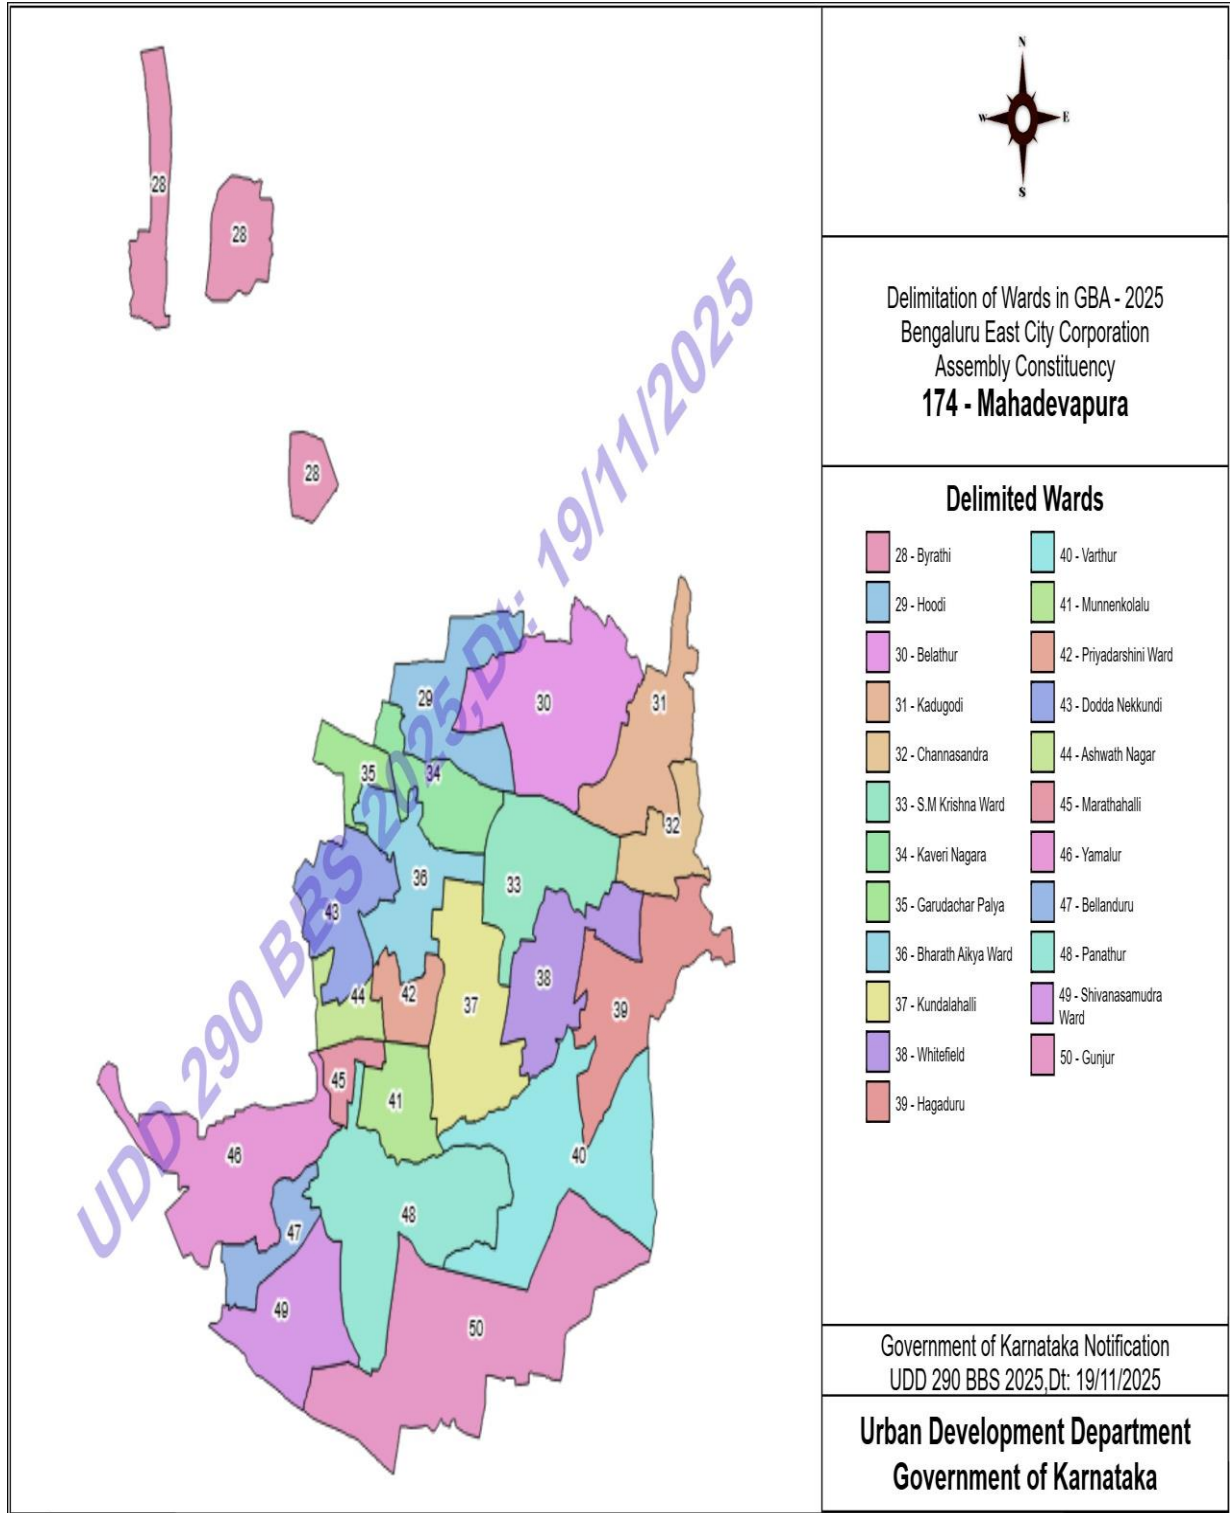 N
W
E
S
Delimitation of Wards in GBA - 2025
Bengaluru East City Corporation
Assembly Constituency
174 - Mahadevapura
Delimited Wards
28 - Byrathi
29 - Hoodi
30 - Belathur
31 - Kadugodi
32 - Channasandra
33 - S.M Krishna Ward
34 - Kaveri Nagara
35 - Garudachar Palya
36 - Bharath Aikya Ward
37 - Kundalahalli
38 - Whitefield
39 - Hagaduru
40 - Varthur
41 - Munnenkolalu
42 - Priyadarshini Ward
43 - Dodda Nekkundi
44 - Ashwath Nagar
45 - Marathahalli
46 - Yamalur
47 - Bellanduru
48 - Panathur
49 - Shivanasamudra
Ward
50 - Gunjur
Government of Karnataka Notification
UDD 290 BBS 2025,Dt: 19/11/2025
Urban Development Department
Government of Karnataka
28
28
28
29
30
31
34
35
32
36
33
43
38
44
42
37
39
45
41
46
40
48
47
49
50
UDD 290 BBS 2025,Dt: 19/11/2025